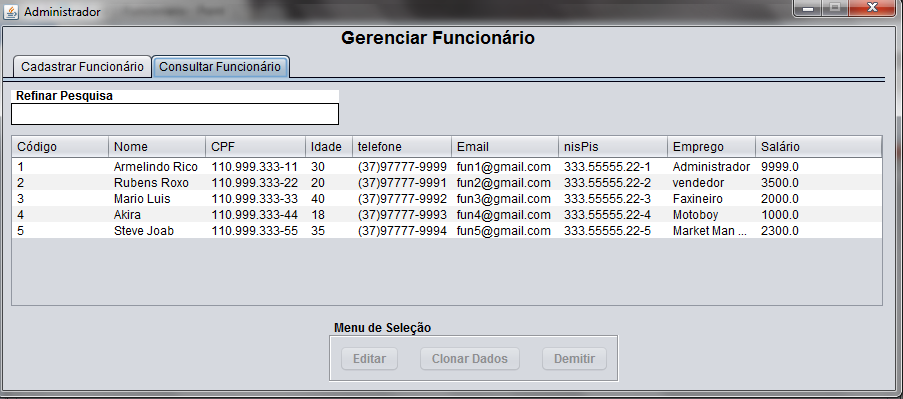 Administrador
Gerenciar Funcionário
Cadastrar Funcionário Consultar Funcionário
Refinar Pesquisa
Código Nome CPF Idade telefone Email nisPis Emprego Salário
1 Armelindo Rico 110.999.333-11 30 (37)97777-9999 fun1@gmail.com 333.55555.22-1 Administrador 9999.0
2 Rubens Roxo 110.999.333-22 20 (37)97777-9991 fun2@gmail.com 333.55555.22-2 vendedor 3500.0
3 Mario Luis 110.999.333-33 40 (37)97777-9992 fun3@gmail.com 333.55555.22-3 Faxineiro 2000.0
4 Akira 110.999.333-44 18 (37)97777-9993 fun4@gmail.com 333.55555.22-4 Motoboy 1000.0
5 Steve Joab 110.999.333-55 35 (37)97777-9994 fun5@gmail.com 333.55555.22-5 Market Man ... 2300.0
Menu de Seleção
Editar Clonar Dados Demitir